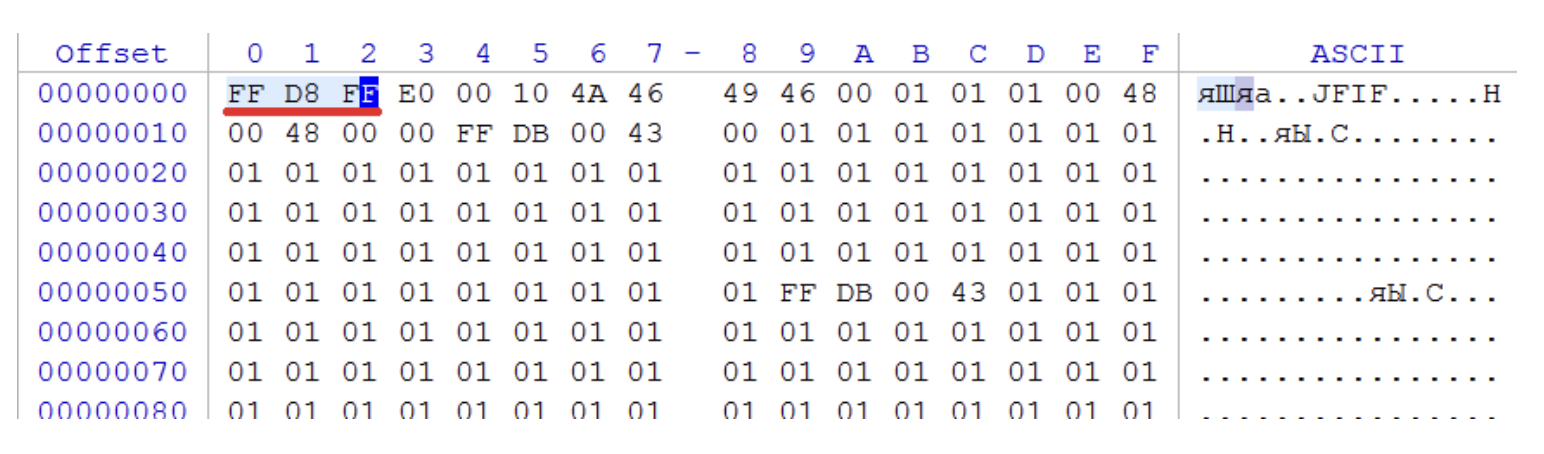 Offset 0 1 2 3 4 5 6 7 – 8 9 A B C D E F ASCII
00000000 FF D8 FF E0 00 10 4A 46 49 46 00 01 01 01 00 48 яШяа..JFIF.....H
00000010 00 48 00 00 FF DB 00 43 00 01 01 01 01 01 01 01 .H..яЫ.C........
00000020 01 01 01 01 01 01 01 01 01 01 01 01 01 01 01 01 ................
00000030 01 01 01 01 01 01 01 01 01 01 01 01 01 01 01 01 ................
00000040 01 01 01 01 01 01 01 01 01 01 01 01 01 01 01 01 ................
00000050 01 01 01 01 01 01 01 01 01 FF DB 00 43 01 01 01 .........яЫ.C...
00000060 01 01 01 01 01 01 01 01 01 01 01 01 01 01 01 01 ................
00000070 01 01 01 01 01 01 01 01 01 01 01 01 01 01 01 01 ................
00000080 01 01 01 01 01 01 01 01 01 01 01 01 01 01 01 01 ................